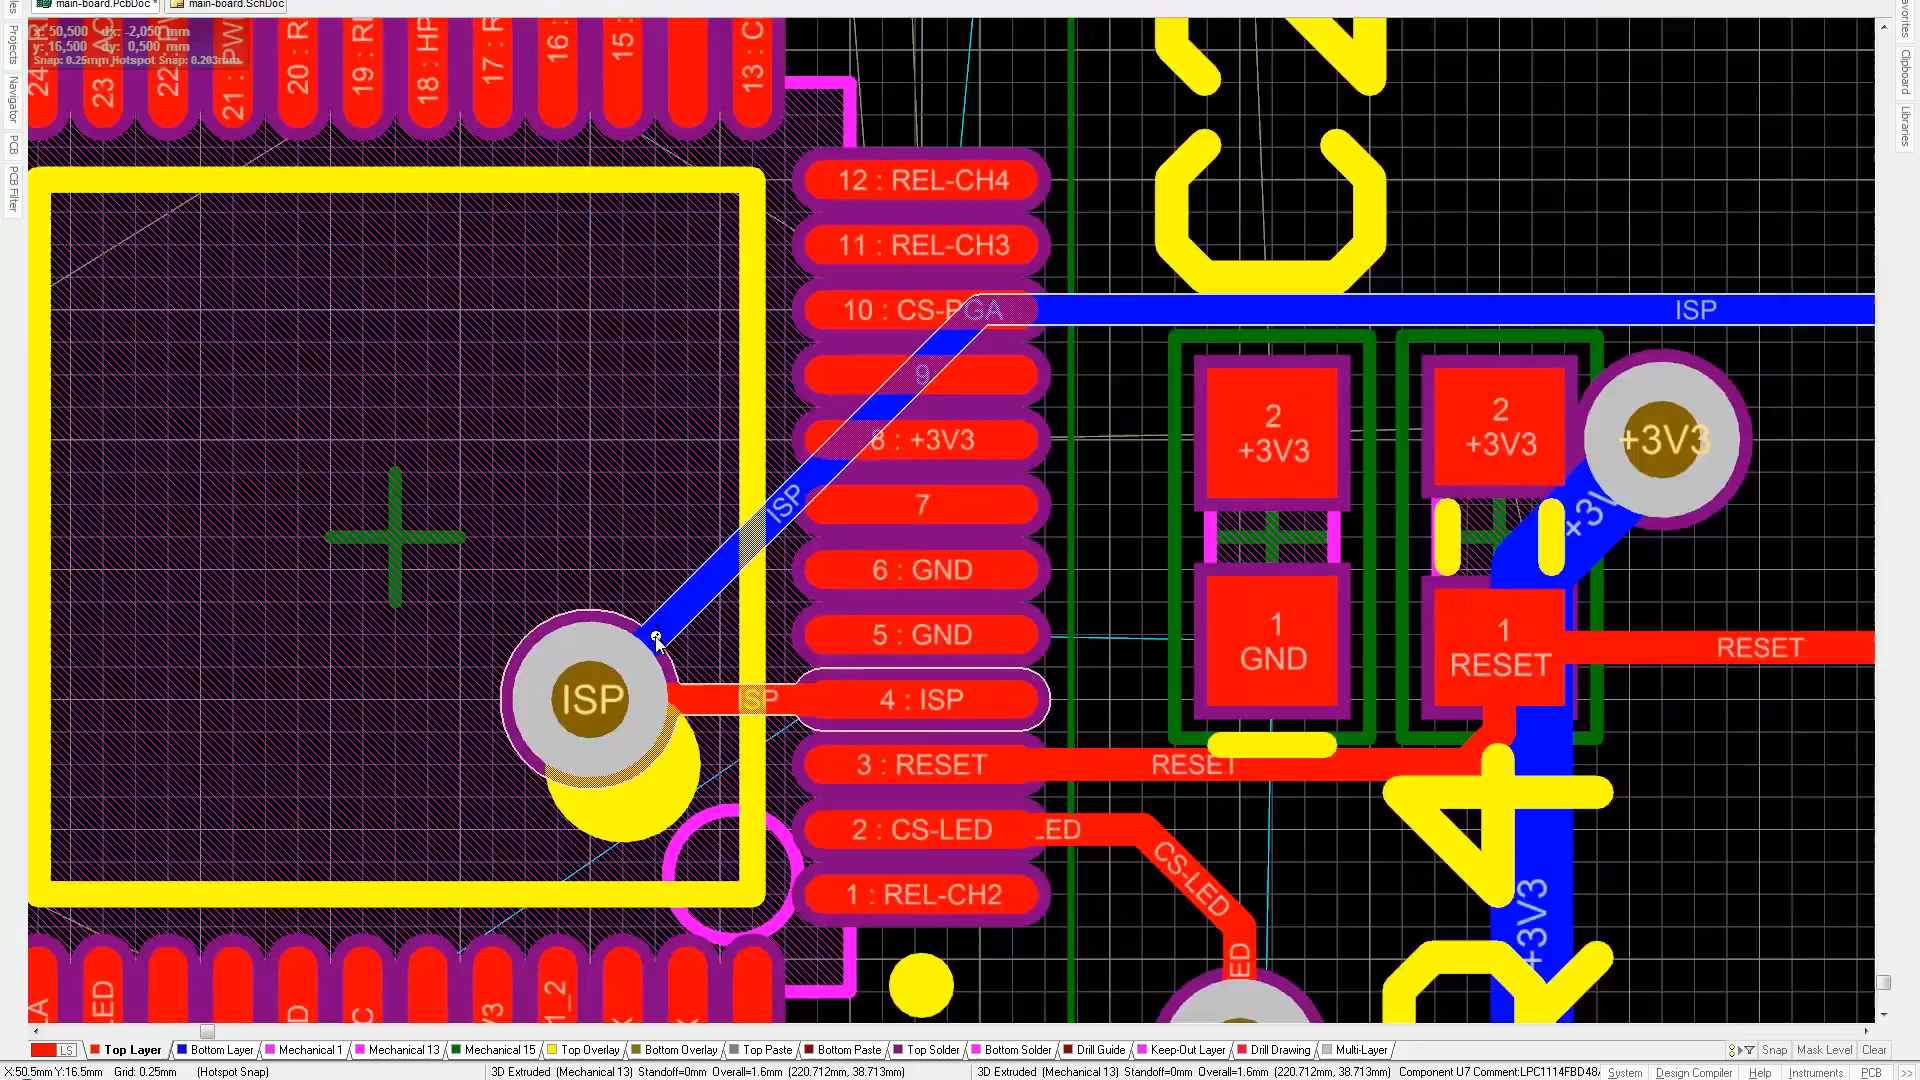 main-board.PcbDoc *
main-board.SchDoc
x: 50,500 dx: -2,050 mm
y: 16,500 dy: 0,500 mm
Snap: 0.25mm Hotspot Snap: 0.203mm
Projects
Navigator
PCB
PCB Filter
Favorites
Clipboard
Libraries
23
20 : R
18 : HP
16 :
15 :
13 : C
12 : REL-CH4
11 : REL-CH3
10 : CS-PGA
ISP
9
8 : +3V3
ISP
7
6 : GND
5 : GND
ISP
ISP
4 : ISP
3 : RESET
RESET
2 : CS-LED
LED
CS-LED
ED
1 : REL-CH2
2
+3V3
1
GND
2
+3V3
1
RESET
RESET
+3V3
+3V
+3V3
4
A
LED
D
C
V3
1_2
LS
Top Layer
Bottom Layer
Mechanical 1
Mechanical 13
Mechanical 15
Top Overlay
Bottom Overlay
Top Paste
Bottom Paste
Top Solder
Bottom Solder
Drill Guide
Keep-Out Layer
Drill Drawing
Multi-Layer
Snap
Mask Level
Clear
X:50.5mm Y:16.5mm Grid: 0.25mm (Hotspot Snap)
3D Extruded (Mechanical 13) Standoff=0mm Overall=1.6mm (220.712mm, 38.713mm)
3D Extruded (Mechanical 13) Standoff=0mm Overall=1.6mm (220.712mm, 38.713mm) Component U7 Comment:LPC1114FBD48/
System
Design Compiler
Help
Instruments
PCB
>>